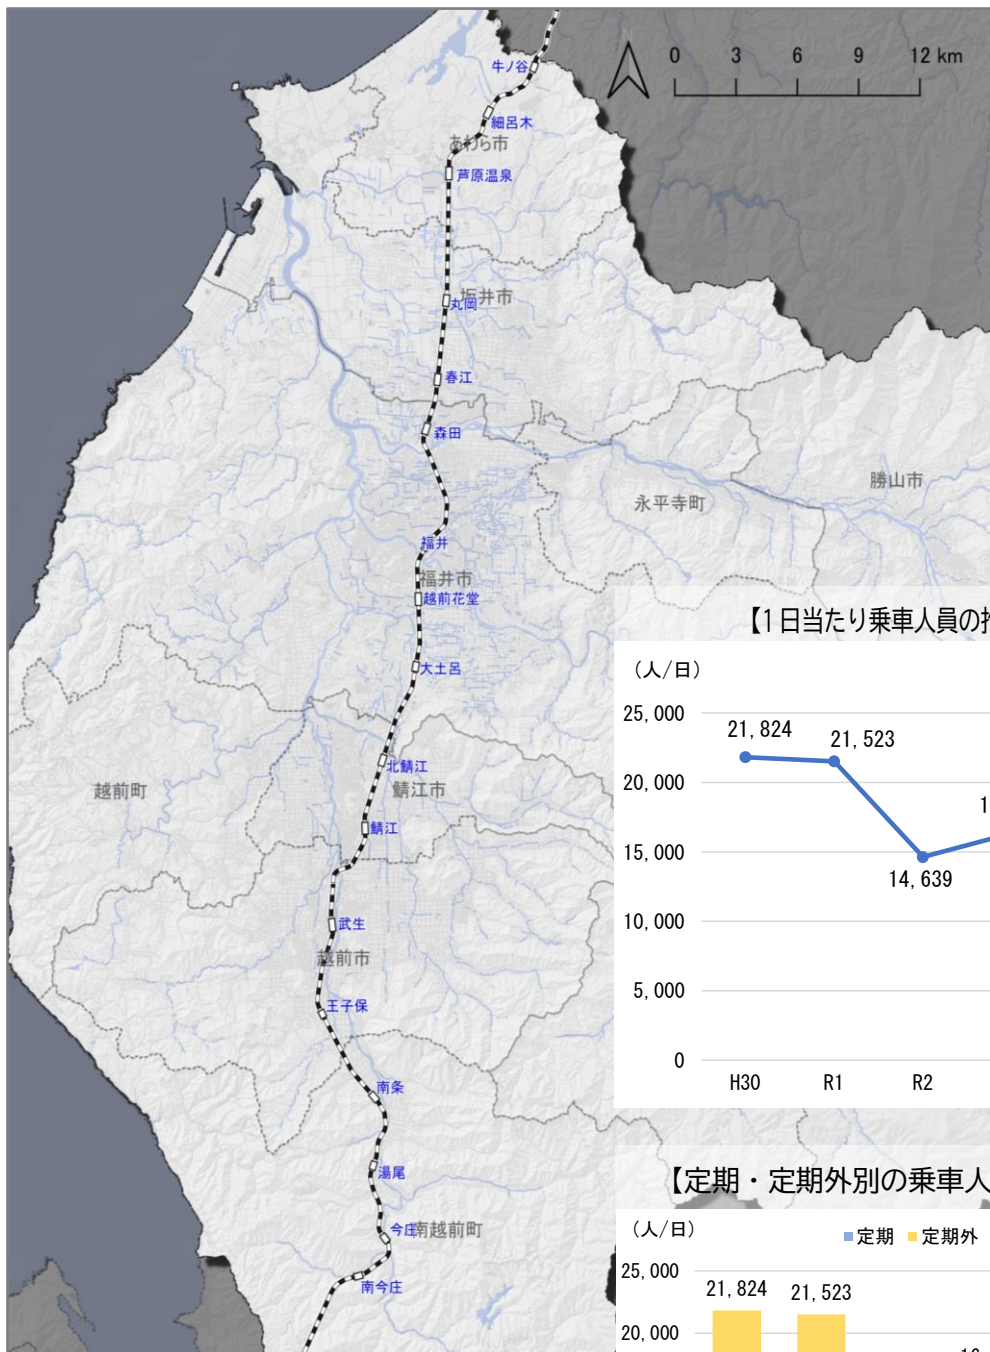 0 3 6 9 12 km
牛ノ谷
細呂木
あわら市
芦原温泉
坂井市
丸岡
春江
森田
勝山市
永平寺町
福井
福井市
越前花堂
大土呂
北鯖江
鯖江市
越前町
鯖江
武生
越前市
王子保
南条
湯尾
今庄
南越前町
南今庄
【1日当たり乗車人員の
(人/日)
25,000
20,000
15,000
10,000
5,000
0
21,824
21,523
14,639
1
H30 R1 R2
【定期・定期外別の乗車人
(人/日)
定期 定期外
25,000
20,000
21,824
21,523